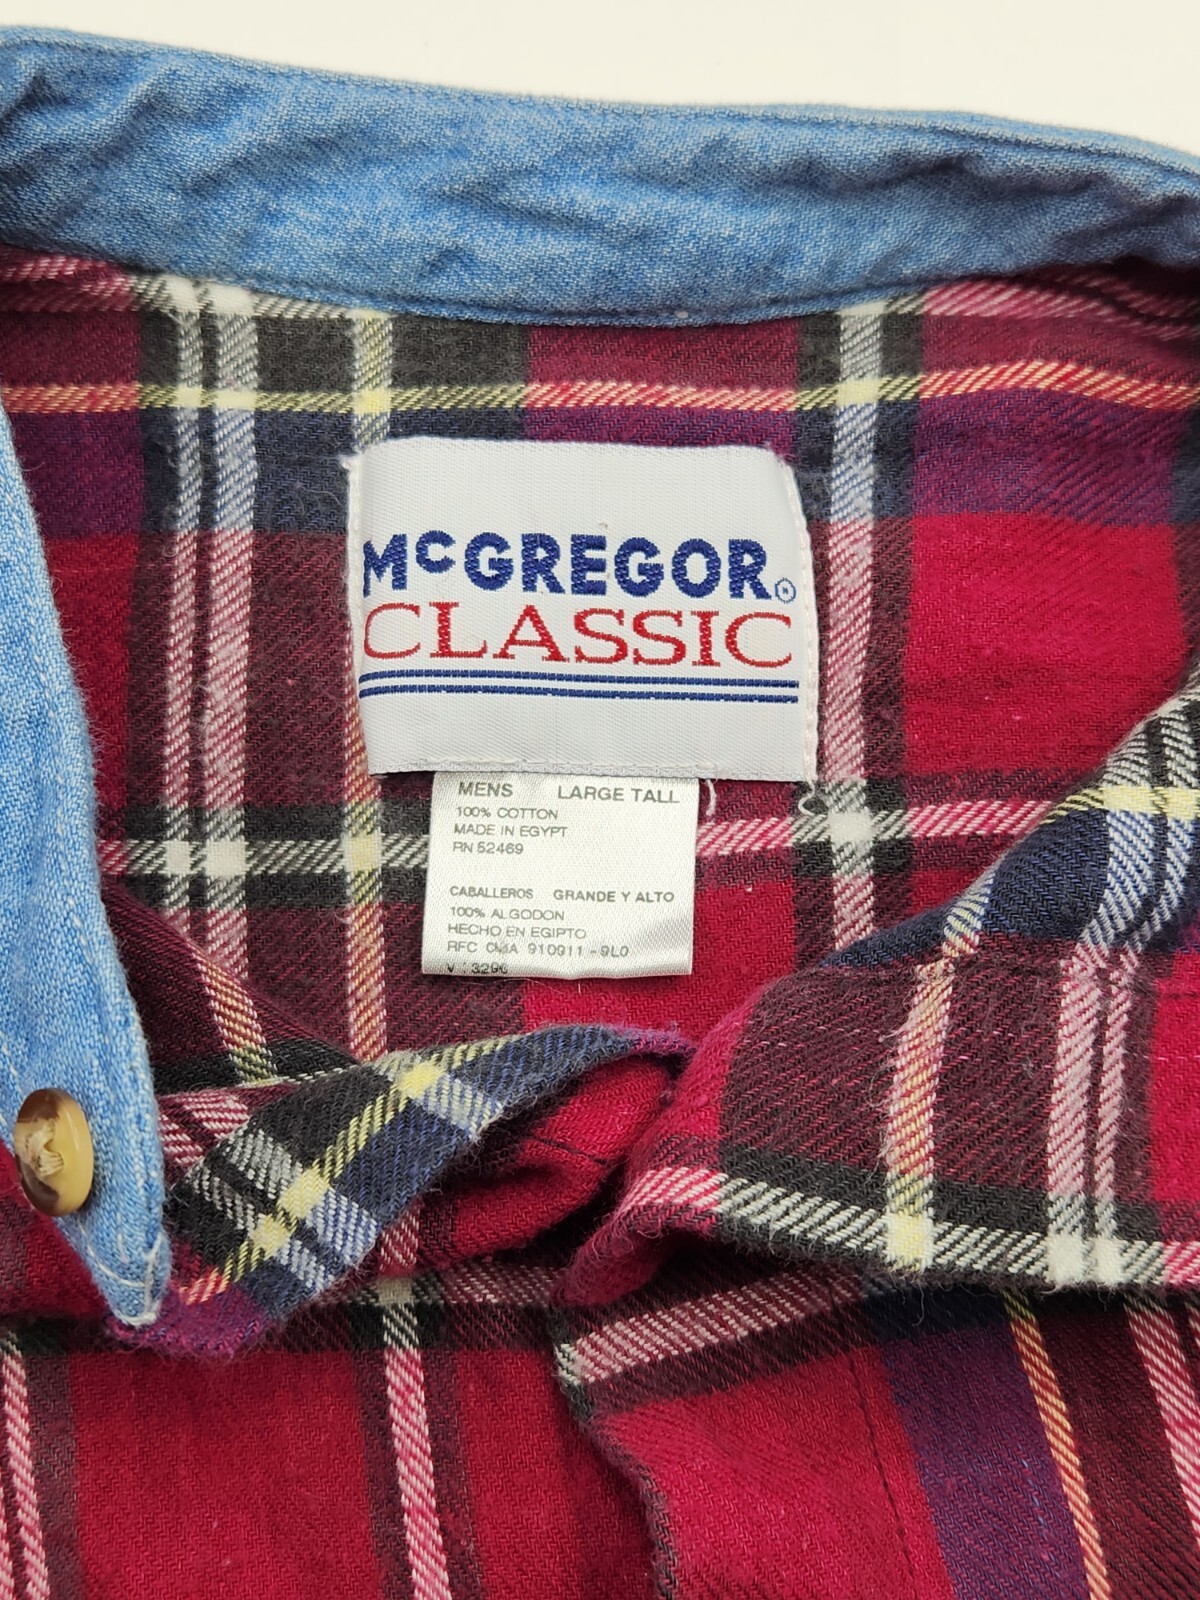 McGREGOR®
CLASSIC
MENS LARGE TALL
100% COTTON
MADE IN EGYPT
RN 52469
CABALLEROS GRANDE Y ALTO
100% ALGODON
HECHO EN EGIPTO
RFC 910911-9L0